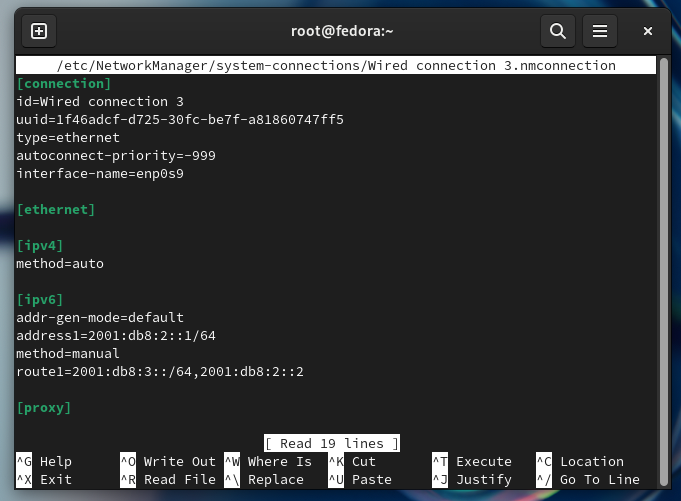 root@fedora:~
/etc/NetworkManager/system-connections/Wired connection 3.nmconnection
[connection]
id=Wired connection 3
uuid=1f46adcf-d725-30fc-be7f-a81860747ff5
type=ethernet
autoconnect-priority=-999
interface-name=enp0s9
[ethernet]
[ipv4]
method=auto
[ipv6]
addr-gen-mode=default
address1=2001:db8:2::1/64
method=manual
route1=2001:db8:3::/64,2001:db8:2::2
[proxy]
[ Read 19 lines ]
^G Help ^O Write Out ^W Where Is ^K Cut ^T Execute ^C Location
^X Exit ^R Read File ^\ Replace ^U Paste ^J Justify ^/ Go To Line